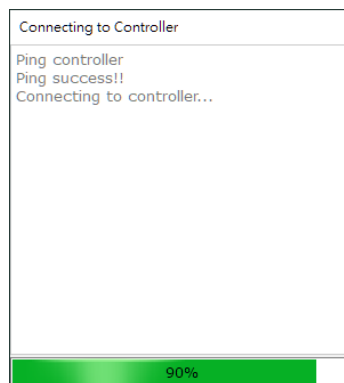 Connecting to Controller
Ping controller
Ping success!!
Connecting to controller...
90%